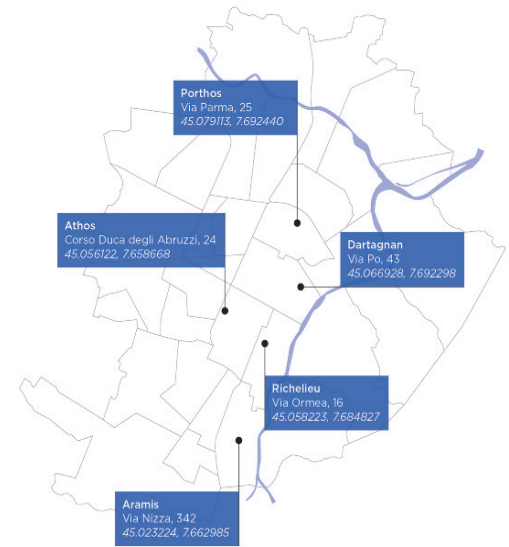 Porthos
Via Parma, 25
45.079113, 7.692440
Athos
Corso Duca degli Abruzzi, 24
45.056122, 7.658668
Dartagnan
Via Po, 43
45.066928, 7.692298
Richelieu
Via Ormea, 16
45.058223, 7.684827
Aramis
Via Nizza, 342
45.023224, 7.662985